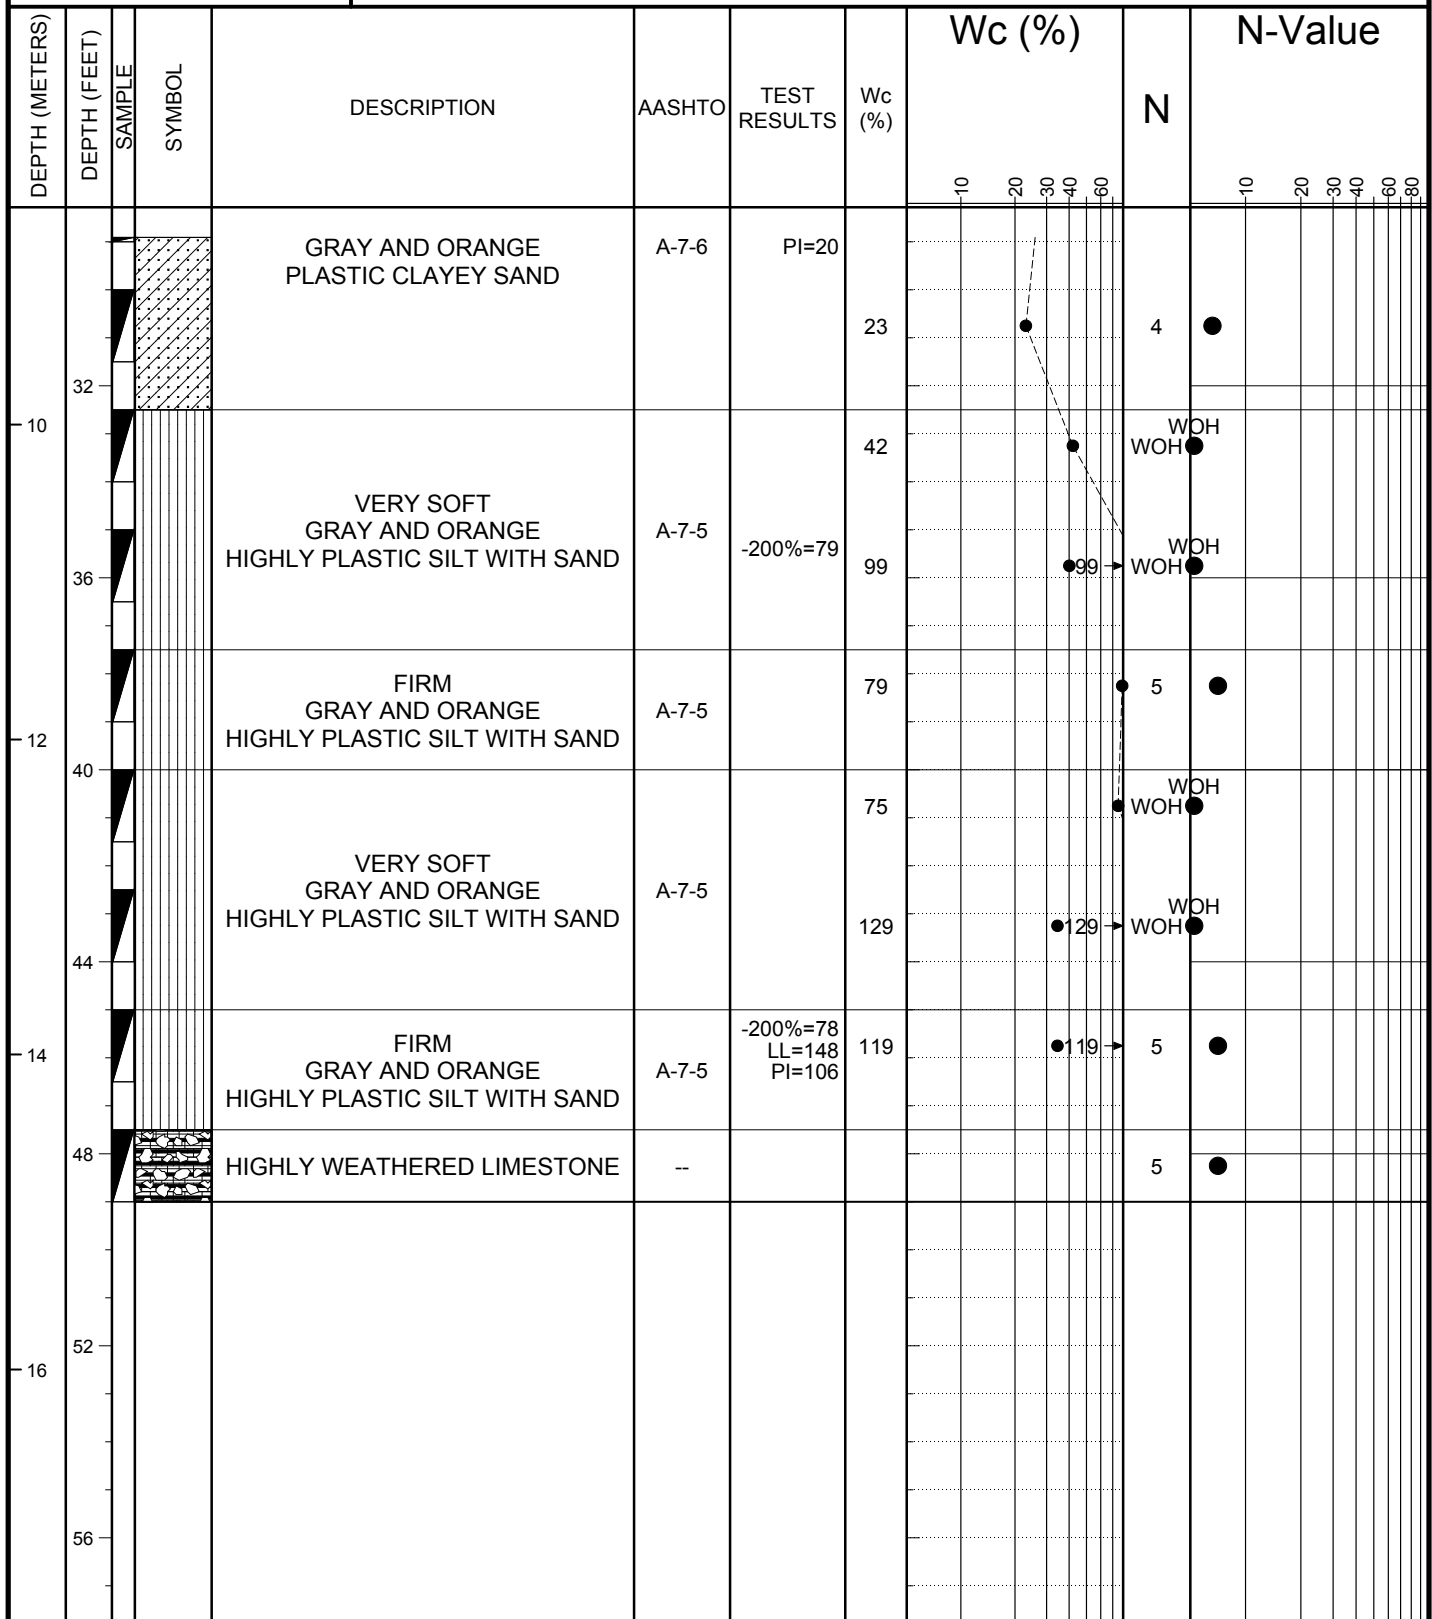 DEPTH (METERS)
DEPTH (FEET)
SAMPLE
SYMBOL
DESCRIPTION
AASHTO
TEST
RESULTS
Wc
(%)
Wc (%)
10 20 30 40 60
N
N-Value
10 20 30 40 60 80
GRAY AND ORANGE
PLASTIC CLAYEY SAND
A-7-6
PI=20
23
4
32
10
VERY SOFT
GRAY AND ORANGE
HIGHLY PLASTIC SILT WITH SAND
A-7-5
-200%=79
42
WOH
WOH
99
99
WOH
WOH
36
FIRM
GRAY AND ORANGE
HIGHLY PLASTIC SILT WITH SAND
A-7-5
79
5
12
40
VERY SOFT
GRAY AND ORANGE
HIGHLY PLASTIC SILT WITH SAND
A-7-5
75
WOH
WOH
129
129
WOH
WOH
44
14
FIRM
GRAY AND ORANGE
HIGHLY PLASTIC SILT WITH SAND
A-7-5
-200%=78
LL=148
PI=106
119
119
5
48
HIGHLY WEATHERED LIMESTONE
--
5
52
16
56